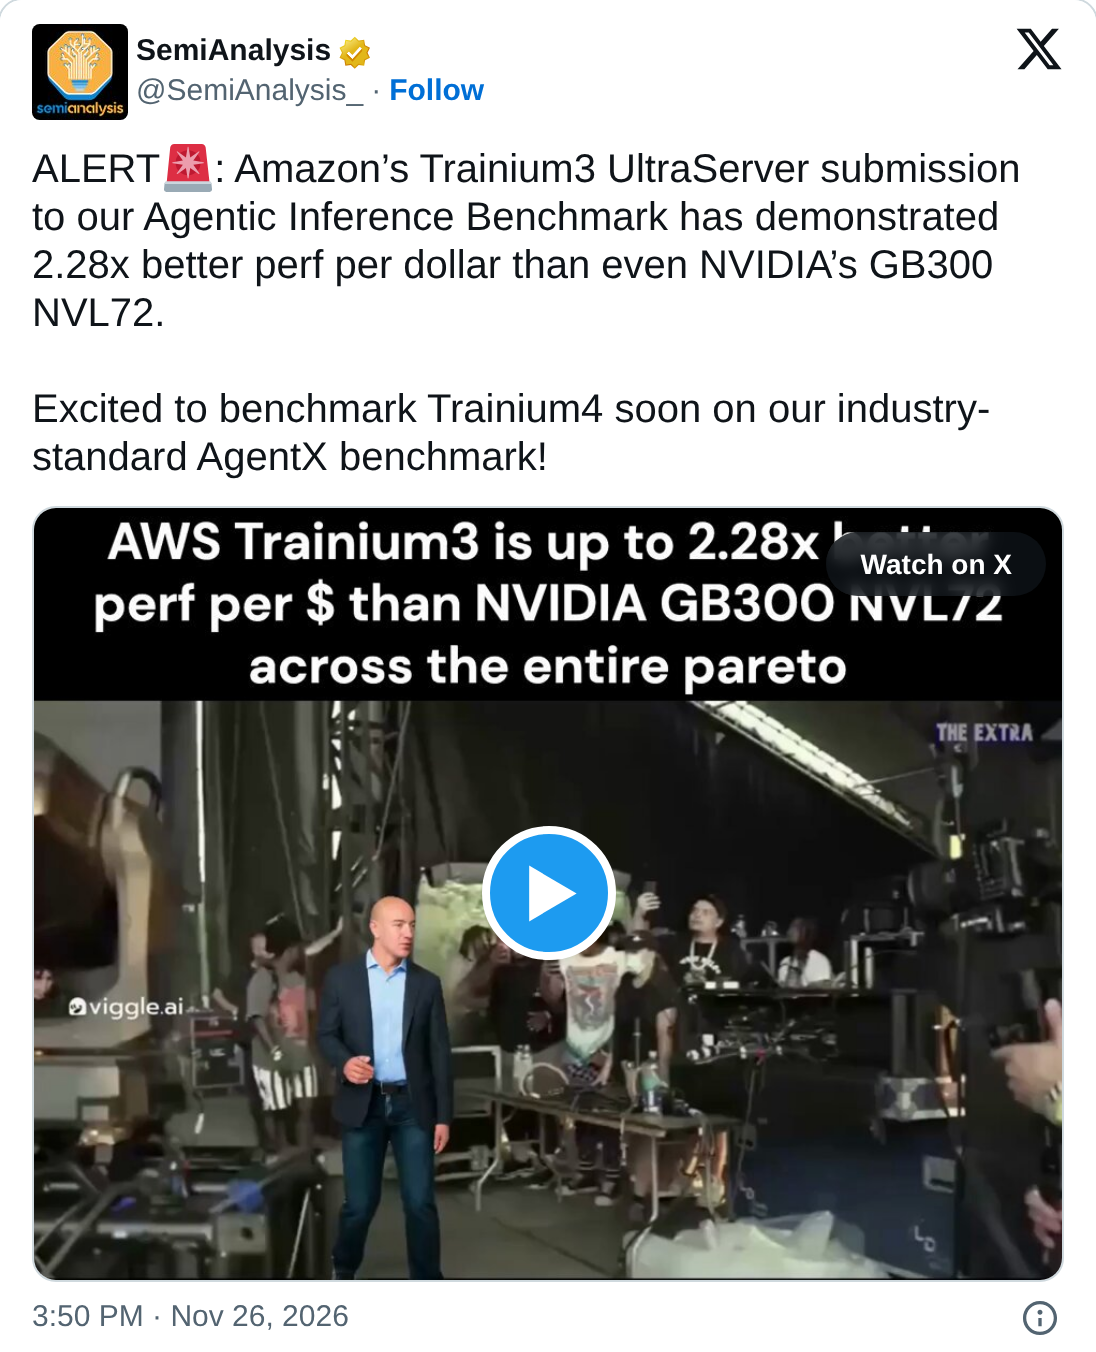 SemiAnalysis
@SemiAnalysis_ · Follow
semianalysis
ALERT🚨: Amazon’s Trainium3 UltraServer submission
to our Agentic Inference Benchmark has demonstrated
2.28x better perf per dollar than even NVIDIA’s GB300
NVL72.
Excited to benchmark Trainium4 soon on our industry-
standard AgentX benchmark!
AWS Trainium3 is up to 2.28x better
Watch on X
perf per $ than NVIDIA GB300 NVL72
across the entire pareto
THE EXTRA
viggle.ai
3:50 PM · Nov 26, 2026